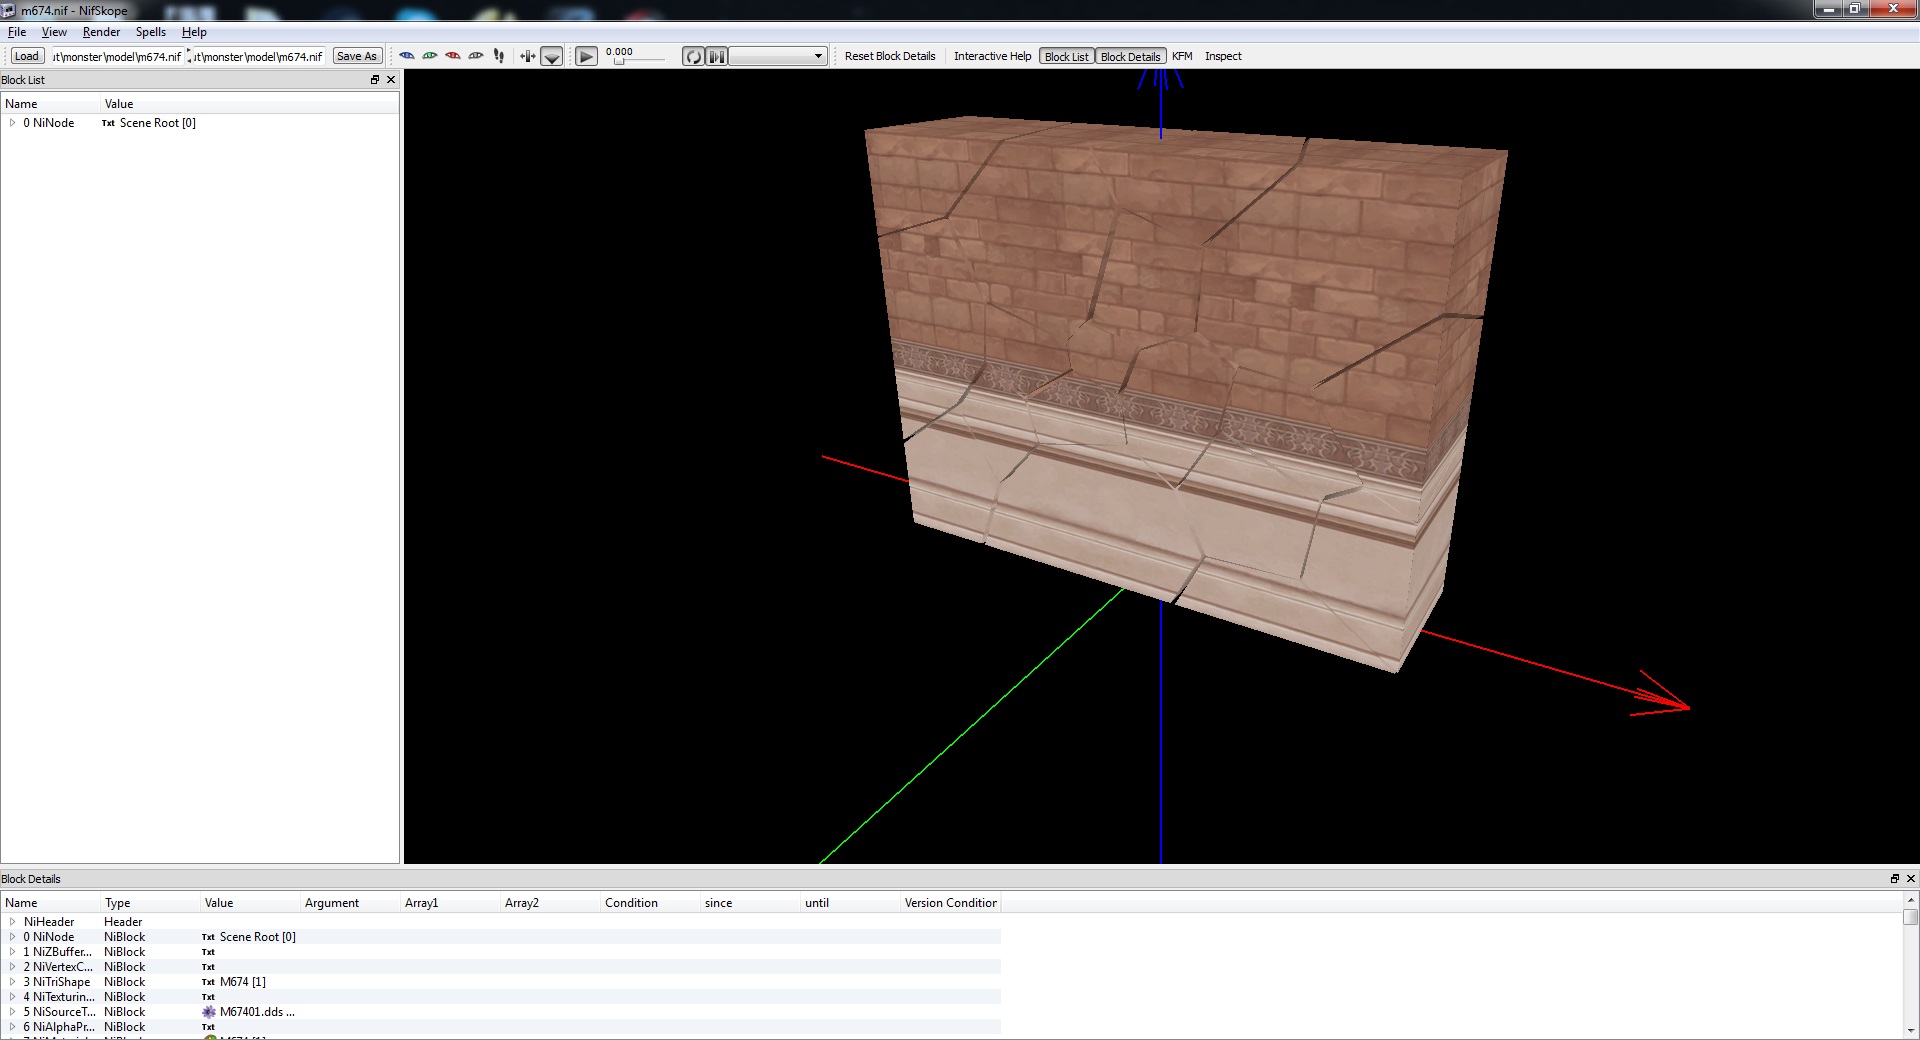 m674.nif - NifSkope
File View Render Spells Help
Load ut\monster\model\m674.nif ut\monster\model\m674.nif Save As 0.000 Reset Block Details Interactive Help Block List Block Details KFM Inspect
Block List
Name Value
0 NiNode Txt Scene Root [0]
Block Details
Name Type Value Argument Array1 Array2 Condition since until Version Condition
NiHeader Header
0 NiNode NiBlock Txt Scene Root [0]
1 NiZBuffer... NiBlock Txt
2 NiVertexC... NiBlock Txt
3 NiTriShape NiBlock Txt M674 [1]
4 NiTexturin... NiBlock Txt
5 NiSourceT... NiBlock M67401.dds ...
6 NiAlphaPr... NiBlock Txt